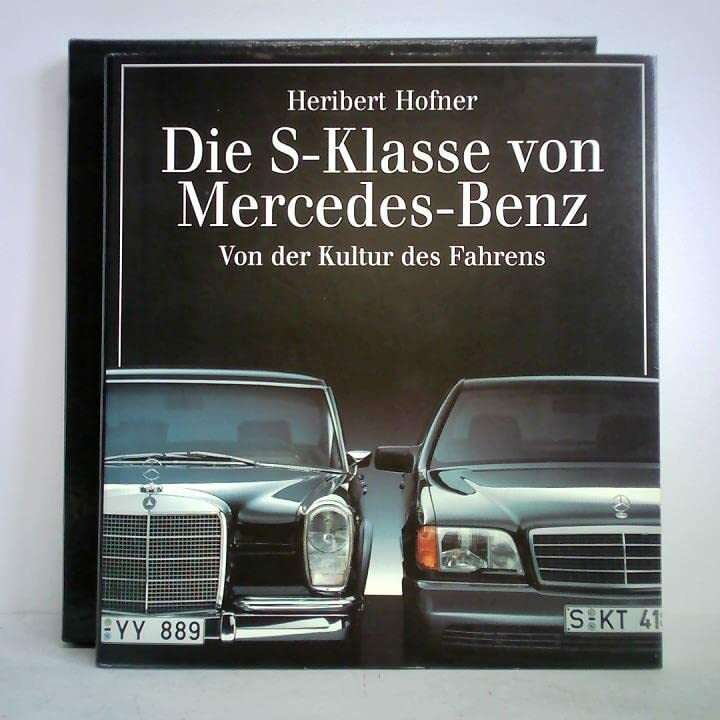 Heribert Hofner
Die S-Klasse von
Mercedes-Benz
Von der Kultur des Fahrens
YY 889
S KT 41